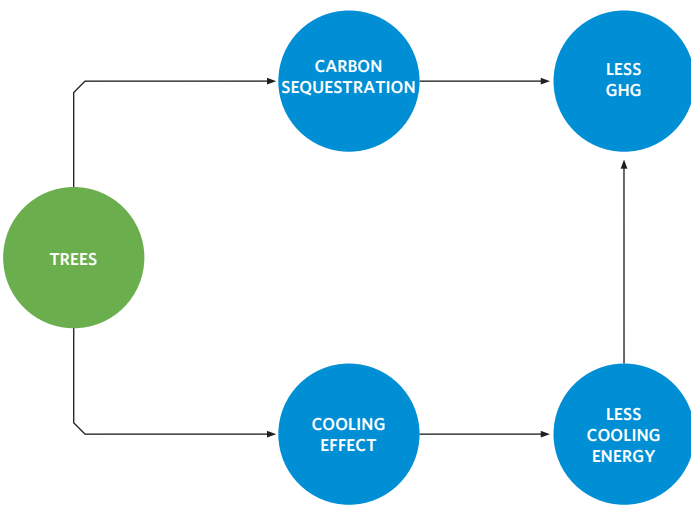 CARBON
SEQUESTRATION
LESS
GHG
TREES
COOLING
EFFECT
LESS
COOLING
ENERGY